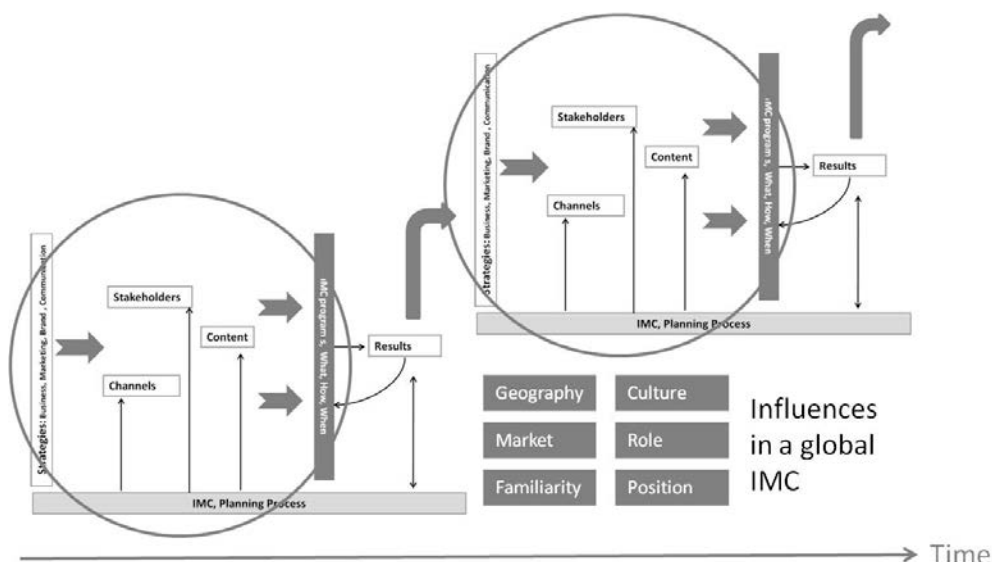 Strategies: Business, Marketing, Brand , Communication
Stakeholders
Content
Channels
IMC program s, What, How, When
Results
IMC, Planning Process
Strategies: Business, Marketing, Brand , Communication
Stakeholders
Content
Channels
IMC program s, What, How, When
Results
IMC, Planning Process
Geography
Culture
Market
Role
Familiarity
Position
Influences
in a global
IMC
Time